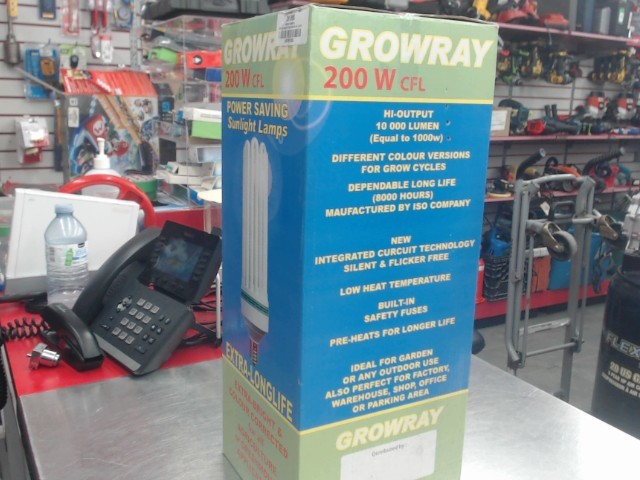 GROWRAY
200 W CFL
POWER SAVING
Sunlight Lamps
EXTRA-LONGLIFE
GROWRAY
200 W CFL
HI-OUTPUT
10 000 LUMEN
(Equal to 1000w)
DIFFERENT COLOUR VERSIONS
FOR GROW CYCLES
DEPENDABLE LONG LIFE
(8000 HOURS)
MAUFACTURED BY ISO COMPANY
NEW
INTEGRATED CURCUIT TECHNOLOGY
SILENT & FLICKER FREE
LOW HEAT TEMPERATURE
BUILT-IN
SAFETY FUSES
PRE-HEATS FOR LONGER LIFE
IDEAL FOR GARDEN
OR ANY OUTDOOR USE
ALSO PERFECT FOR FACTORY,
WAREHOUSE, SHOP, OFFICE
OR PARKING AREA
GROWRAY